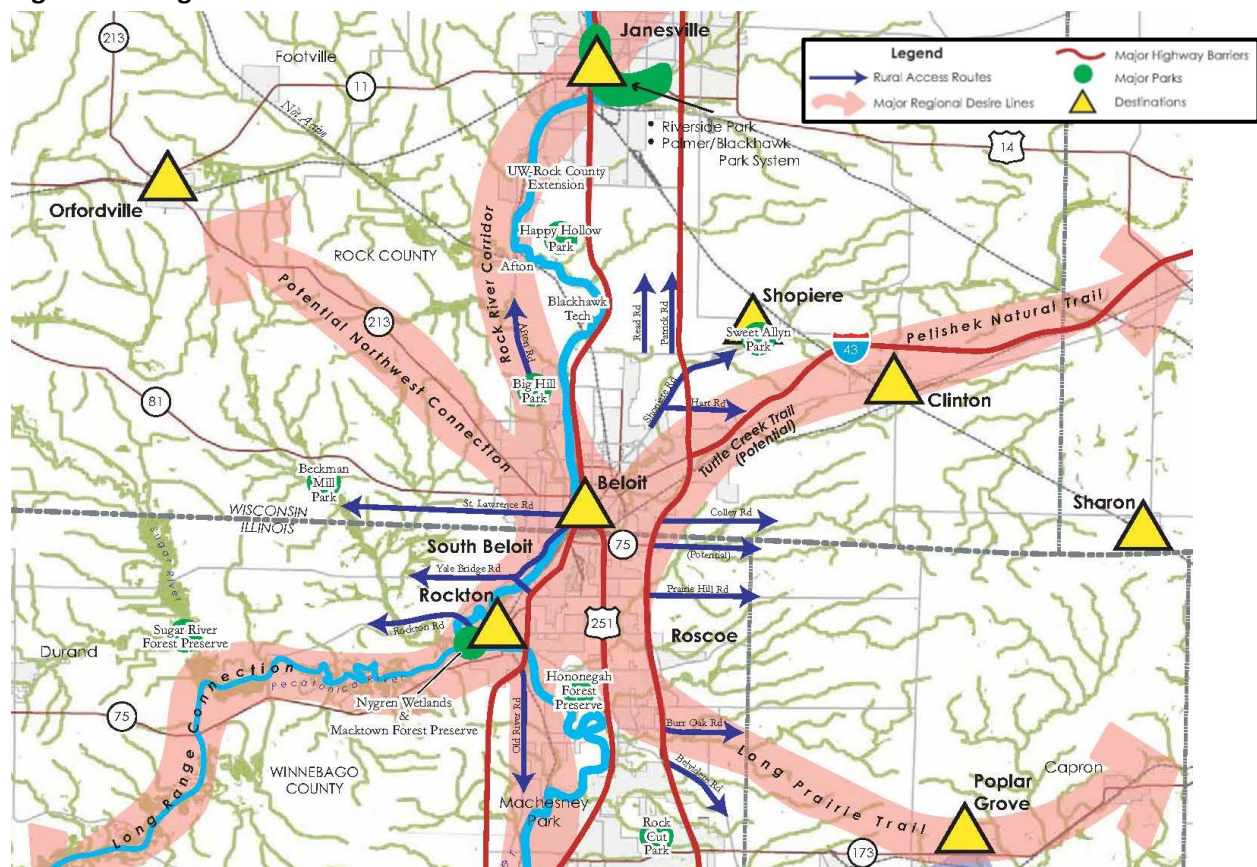 Janesville
213
Footville
11
Not Active
Legend
Rural Access Routes
Major Regional Desire Lines
Major Highway Barriers
Major Parks
Destinations
• Riverside Park
• Palmer/Blackhawk
Park System
14
UW-Rock County
Extension
Orfordville
Happy Hollow
Park
ROCK COUNTY
Afton
Rock River Corridor
Potential Northwest Connection
213
Blackhawk
Tech
Read Rd
Patrick Rd
Shopiere
Sweet Allyn
Park
Pelishek Natural Trail
43
Afton Rd
Big Hill
Park
Shopiere Rd
Hart Rd
Clinton
81
Turtle Creek Trail
(Potential)
Beckman
Mill
Park
Beloit
St. Lawrence Rd
WISCONSIN
ILLINOIS
Sugar River
Colley Rd
Sharon
South Beloit
75
(Potential)
Yale Bridge Rd
Rockton
Prairie Hill Rd
Rockton Rd
251
Roscoe
Sugar River
Forest Preserve
Durand
Long Range Connection
Pecatonica River
Nygren Wetlands
&
Macktown Forest Preserve
Hononegah
Forest
Preserve
75
Old River Rd
Burr Oak Rd
WINNEBAGO
COUNTY
Belvidere Rd
Long Prairie Trail
Capron
Poplar
Grove
Machesney
Park
Rock
Cut
Park
173